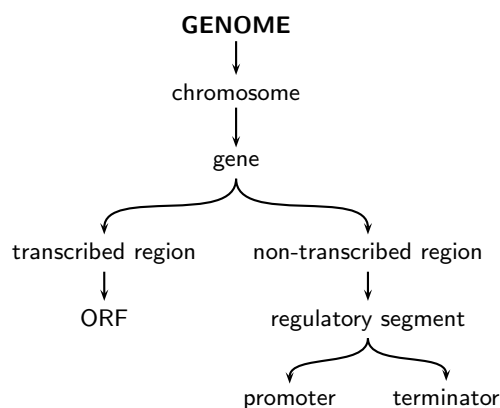 GENOME
chromosome
gene
transcribed region
non-transcribed region
ORF
regulatory segment
promoter
terminator